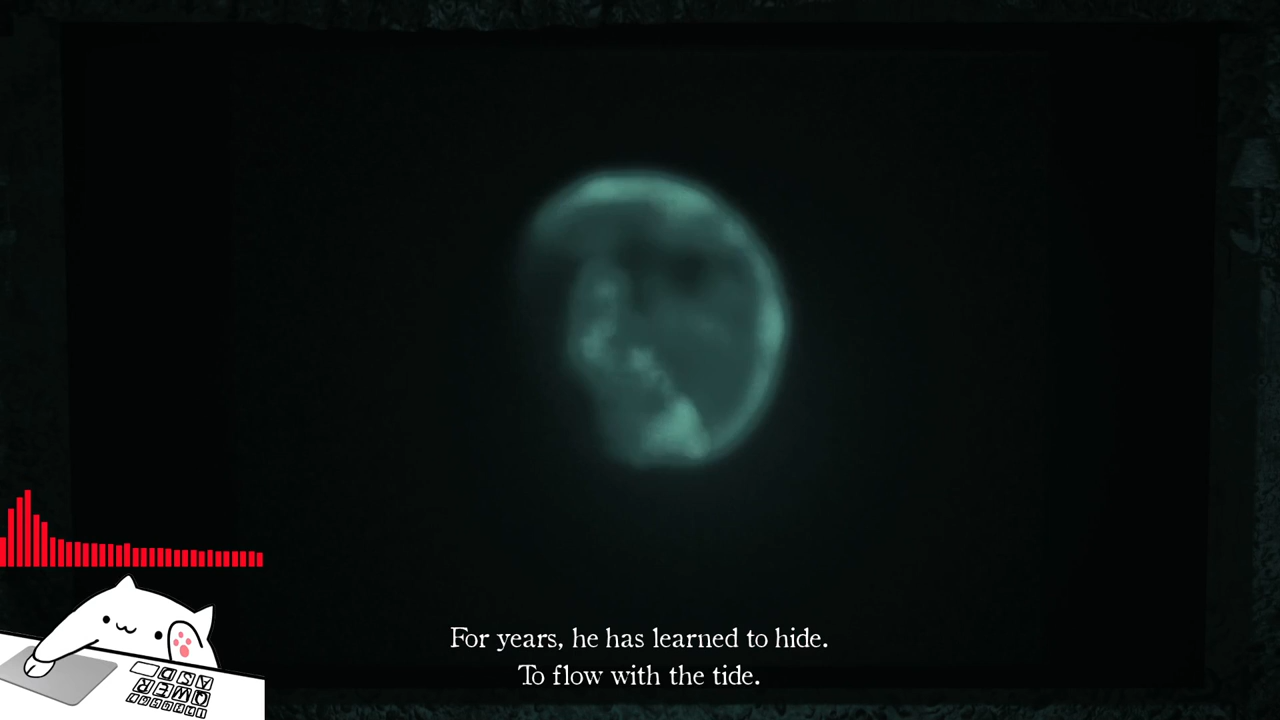 For years, he has learned to hide.
To flow with the tide.